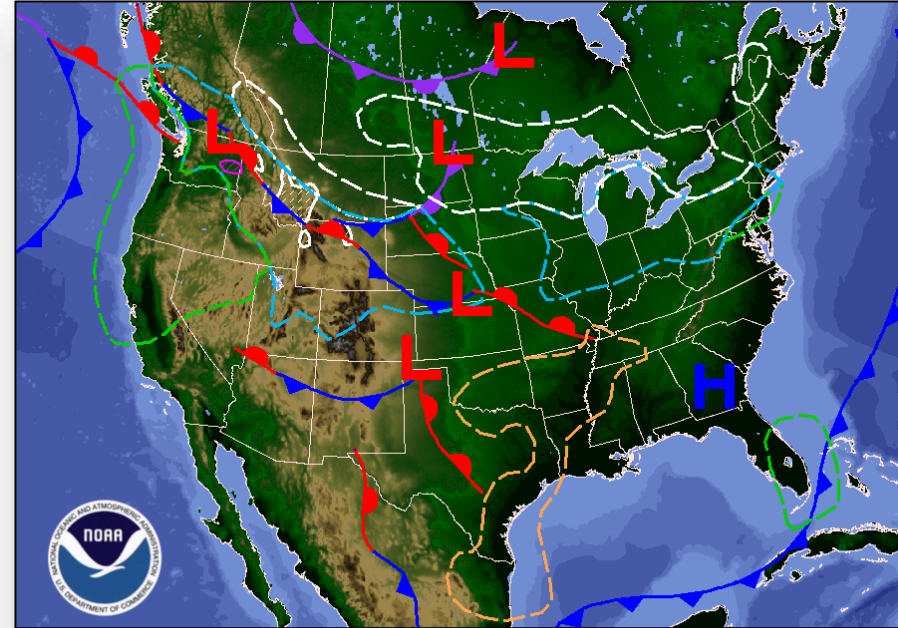 L
L
L
L
L
H
NATIONAL OCEANIC AND ATMOSPHERIC ADMINISTRATION
NOAA
U.S. DEPARTMENT OF COMMERCE